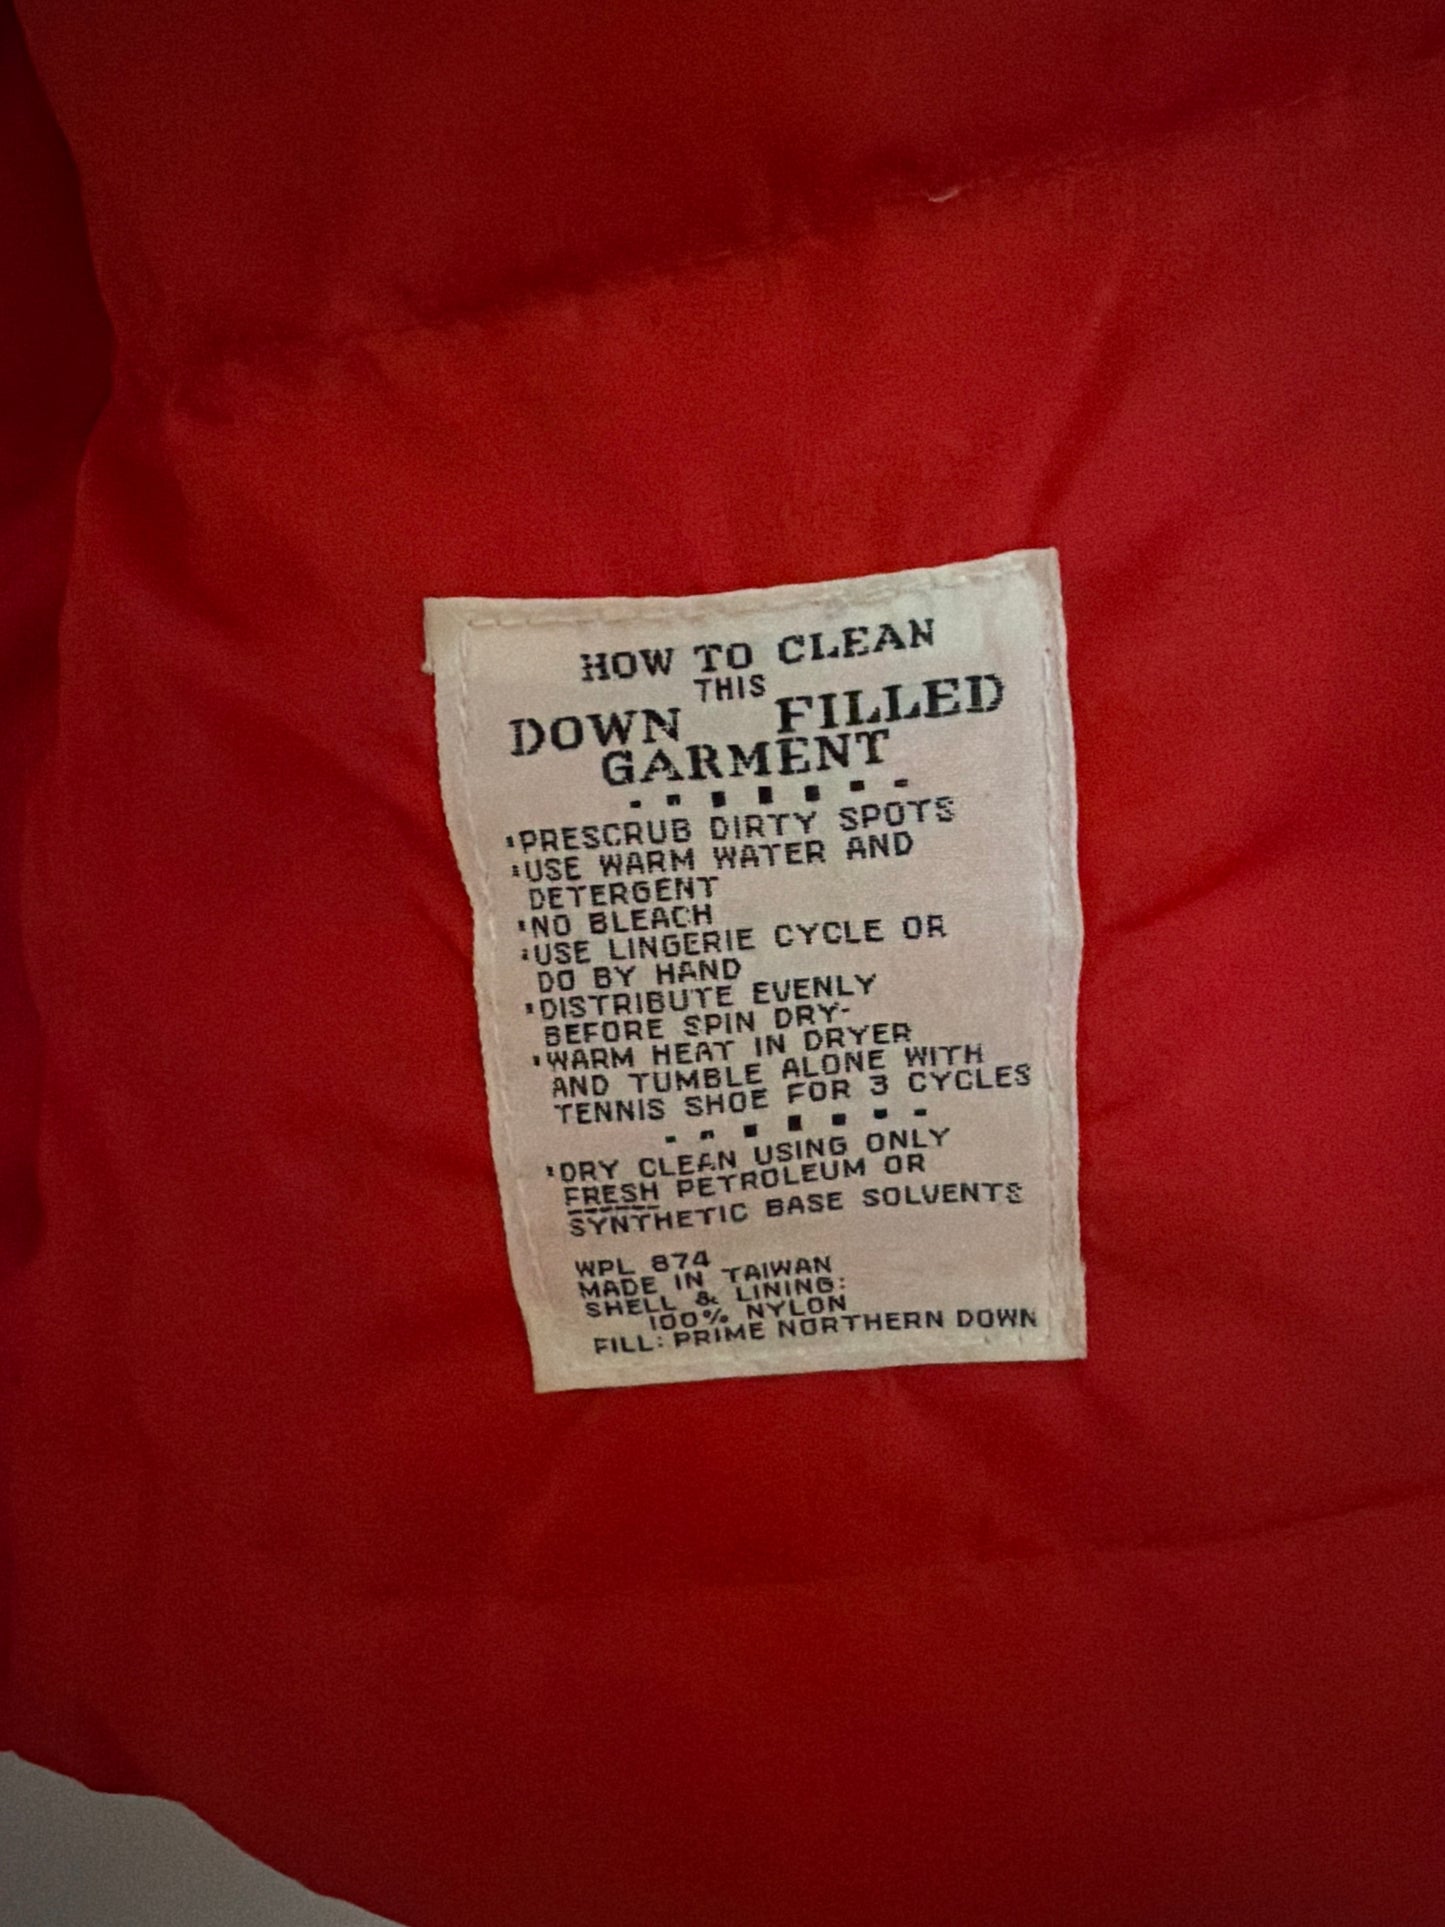 HOW TO CLEAN
THIS
DOWN FILLED
GARMENT
PRESCRUB DIRTY SPOTS
USE WARM WATER AND
DETERGENT
NO BLEACH
USE LINGERIE CYCLE OR
DO BY HAND
DISTRIBUTE EVENLY
BEFORE SPIN DRY-
WARM HEAT IN DRYER
AND TUMBLE ALONE WITH
TENNIS SHOE FOR 3 CYCLES
DRY CLEAN USING ONLY
FRESH PETROLEUM OR
SYNTHETIC BASE SOLVENTS
WPL 874
MADE IN TAIWAN
SHELL & LINING:
100% NYLON
FILL: PRIME NORTHERN DOWN